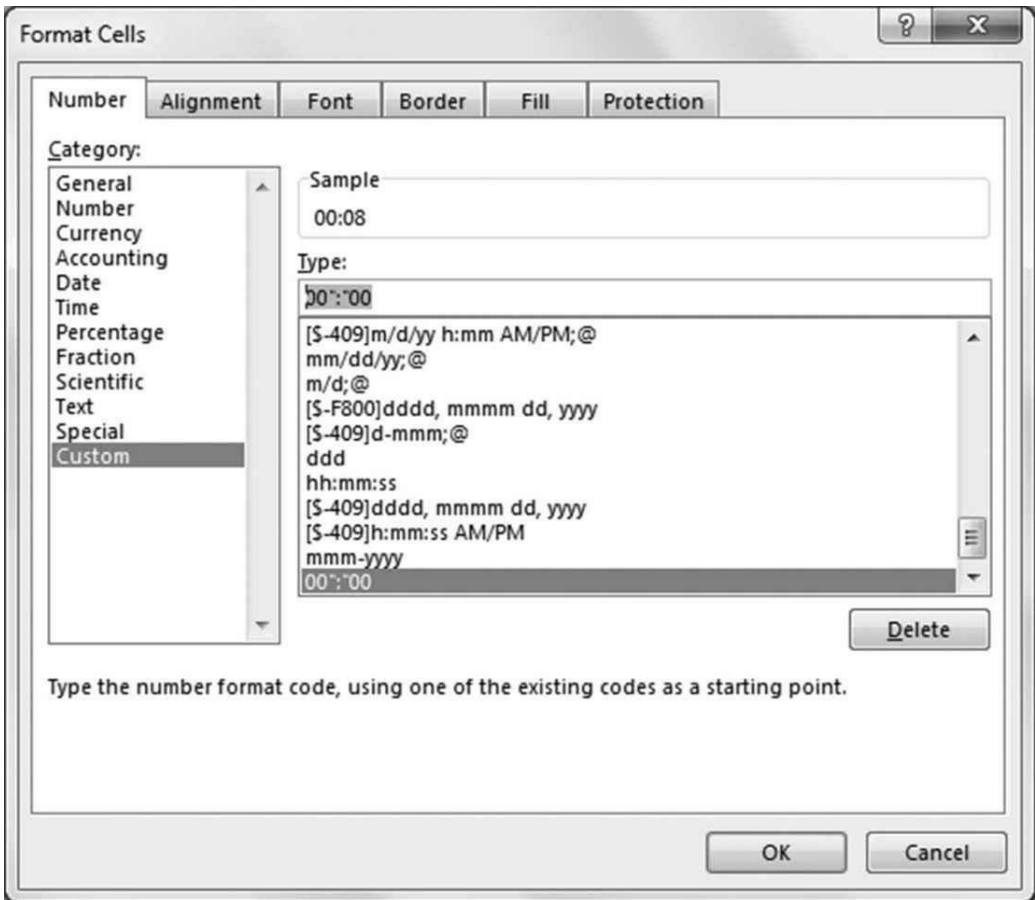 Format Cells
?
X
Number Alignment Font Border Fill Protection
Category:
General
Number
Currency
Accounting
Date
Time
Percentage
Fraction
Scientific
Text
Special
Custom
Sample
00:08
Type:
00":"00
[$-409]m/d/yy h:mm AM/PM;@
mm/dd/yy;@
m/d;@
[$-F800]dddd, mmmm dd, yyyy
[$-409]d-mmm;@
ddd
hh:mm:ss
[$-409]dddd, mmmm dd, yyyy
[$-409]h:mm:ss AM/PM
mmm-yyyy
00":"00
Delete
Type the number format code, using one of the existing codes as a starting point.
OK Cancel